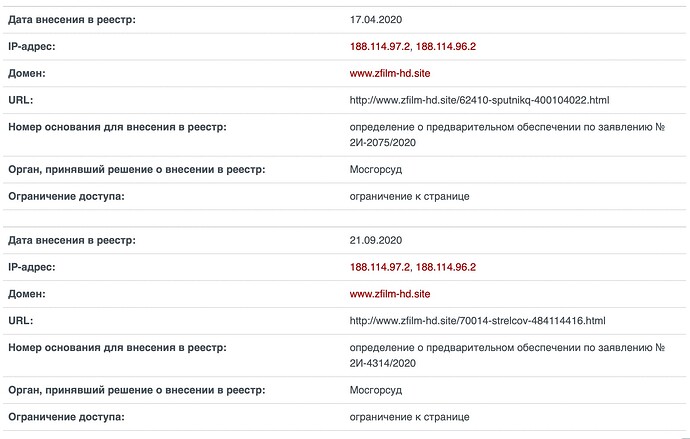 Дата внесения в реестр: 17.04.2020
IP-адрес: 188.114.97.2, 188.114.96.2
Домен: www.zfilm-hd.site
URL: http://www.zfilm-hd.site/62410-sputnikq-400104022.html
Номер основания для внесения в реестр: определение о предварительном обеспечении по заявлению №
2И-2075/2020
Орган, принявший решение о внесении в реестр: Мосгорсуд
Ограничение доступа: ограничение к странице
Дата внесения в реестр: 21.09.2020
IP-адрес: 188.114.97.2, 188.114.96.2
Домен: www.zfilm-hd.site
URL: http://www.zfilm-hd.site/70014-strelcov-484114416.html
Номер основания для внесения в реестр: определение о предварительном обеспечении по заявлению №
2И-4314/2020
Орган, принявший решение о внесении в реестр: Мосгорсуд
Ограничение доступа: ограничение к странице